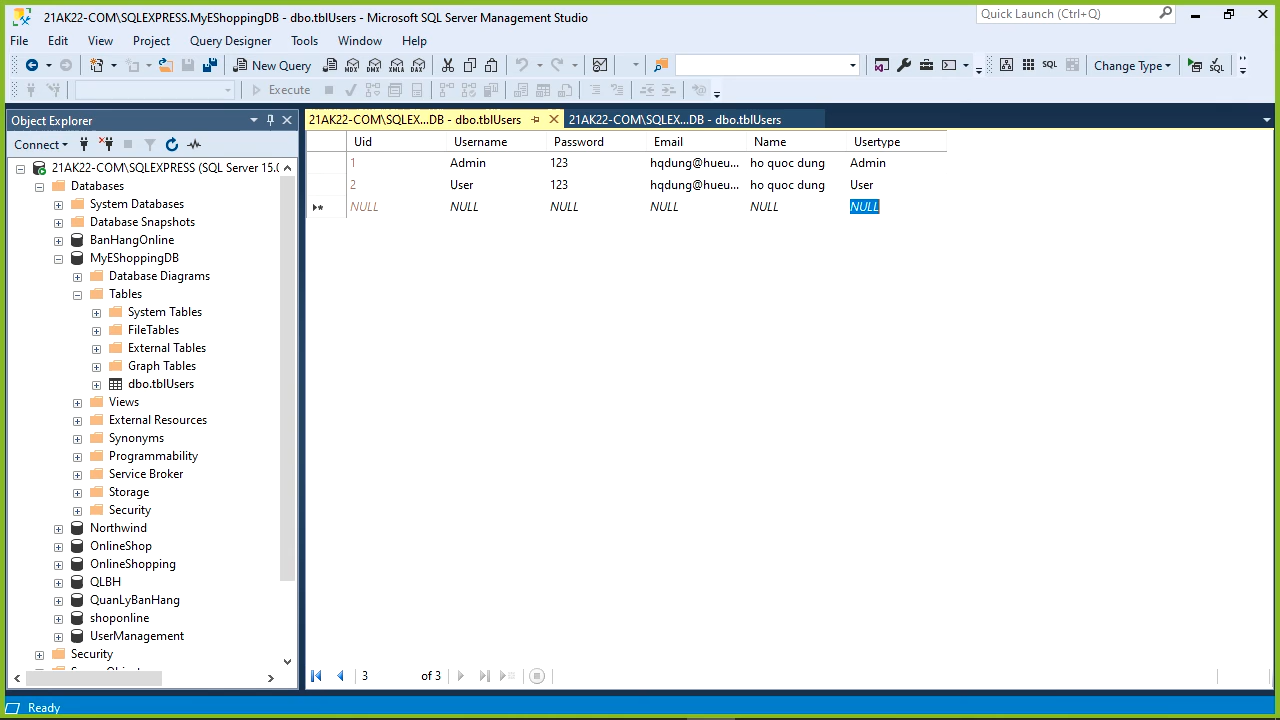 21AK22-COM\SQLEXPRESS.MyEShoppingDB - dbo.tblUsers - Microsoft SQL Server Management Studio
Quick Launch (Ctrl+Q)
File Edit View Project Query Designer Tools Window Help
New Query
MDX DMX XMLA DAX
SQL
Change Type
SQL
Execute
Object Explorer
21AK22-COM\SQLEX...DB - dbo.tblUsers
21AK22-COM\SQLEX...DB - dbo.tblUsers
Connect
21AK22-COM\SQLEXPRESS (SQL Server 15.0
Databases
System Databases
Database Snapshots
BanHangOnline
MyEShoppingDB
Database Diagrams
Tables
System Tables
FileTables
External Tables
Graph Tables
dbo.tblUsers
Views
External Resources
Synonyms
Programmability
Service Broker
Storage
Security
Northwind
OnlineShop
OnlineShopping
QLBH
QuanLyBanHang
shoponline
UserManagement
Security
Uid Username Password Email Name Usertype
1 Admin 123 hqdung@hueu... ho quoc dung Admin
2 User 123 hqdung@hueu... ho quoc dung User
NULL NULL NULL NULL NULL NULL
3 of 3
Ready